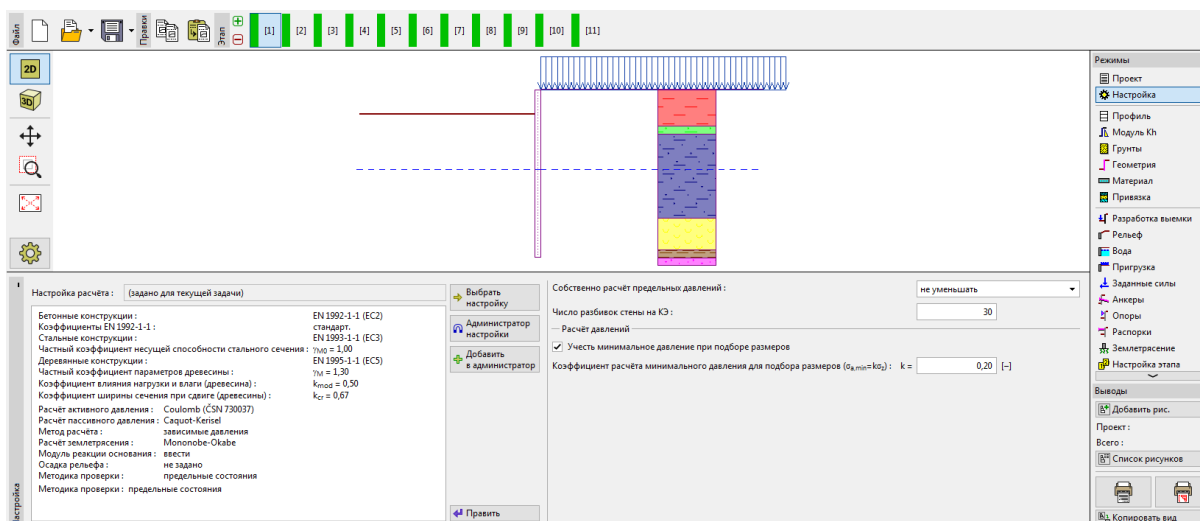 Файл
Правки
Этап
[1] [2] [3] [4] [5] [6] [7] [8] [9] [10] [11]
2D
3D
Режимы
Проект
Настройка
Профиль
Модуль Kh
Грунты
Геометрия
Материал
Привязка
Разработка выемки
Рельеф
Вода
Пригрузка
Заданные силы
Анкеры
Опоры
Распорки
Землетрясение
Настройка этапа
Выводы
Добавить рис.
Проект :
Всего :
Список рисунков
Копировать вид
Настройка
Настройка расчёта : (задано для текущей задачи)
Бетонные конструкции : EN 1992-1-1 (EC2)
Коэффициенты EN 1992-1-1 : стандарт.
Стальные конструкции : EN 1993-1-1 (EC3)
Частный коэффициент несущей способности стального сечения : γM0 = 1,00
Деревянные конструкции : EN 1995-1-1 (EC5)
Частный коэффициент параметров древесины : γM = 1,30
Коэффициент влияния нагрузки и влаги (древесина) : kmod = 0,50
Коэффициент ширины сечения при сдвиге (древесины) : kcr = 0,67
Расчёт активного давления : Coulomb (ČSN 730037)
Расчёт пассивного давления : Caquot-Kerisel
Метод расчёта : зависимые давления
Расчёт землетрясения : Mononobe-Okabe
Модуль реакции основания : ввести
Осадка рельефа : не задано
Методика проверки : предельные состояния
Методика проверки : предельные состояния
Выбрать настройку
Администратор настройки
Добавить в администратор
Править
Собственно расчёт предельных давлений : не уменьшать
Число разбивок стены на КЭ : 30
Расчёт давлений
Учесть минимальное давление при подборе размеров
Коэффициент расчёта минимального давления для подбора размеров (σa,min=kσz) : k = 0,20 [–]